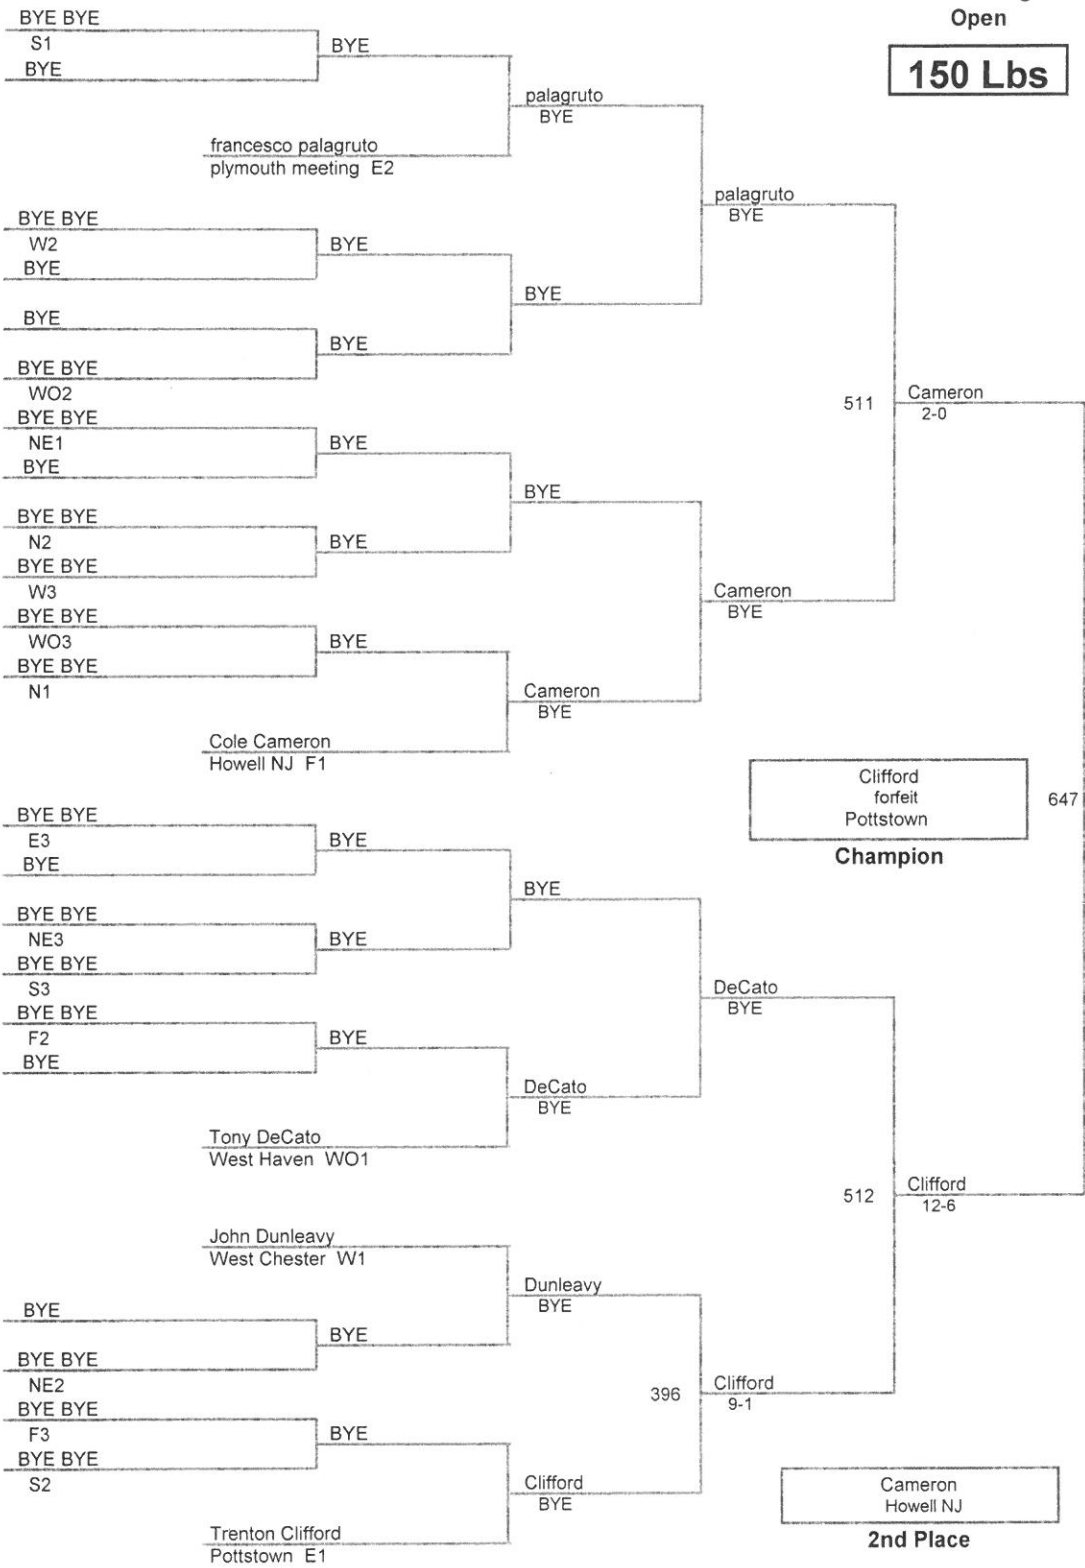 Open
150 Lbs
BYE BYE
S1
BYE
BYE
palagruto
BYE
francesco palagruto
plymouth meeting E2
palagruto
BYE
BYE BYE
W2
BYE
BYE
BYE
BYE
BYE BYE
WO2
BYE
511
Cameron
2-0
BYE BYE
NE1
BYE
BYE
BYE
BYE BYE
N2
BYE BYE
W3
BYE
Cameron
BYE
BYE BYE
WO3
BYE BYE
N1
BYE
Cameron
BYE
Cole Cameron
Howell NJ F1
Clifford
forfeit
Pottstown
647
Champion
BYE BYE
E3
BYE
BYE
BYE
BYE BYE
NE3
BYE BYE
S3
BYE
DeCato
BYE
BYE BYE
F2
BYE
BYE
DeCato
BYE
Tony DeCato
West Haven WO1
512
Clifford
12-6
John Dunleavy
West Chester W1
Dunleavy
BYE
BYE
BYE BYE
NE2
BYE
396
Clifford
9-1
BYE BYE
F3
BYE BYE
S2
BYE
Clifford
BYE
Trenton Clifford
Pottstown E1
Cameron
Howell NJ
2nd Place